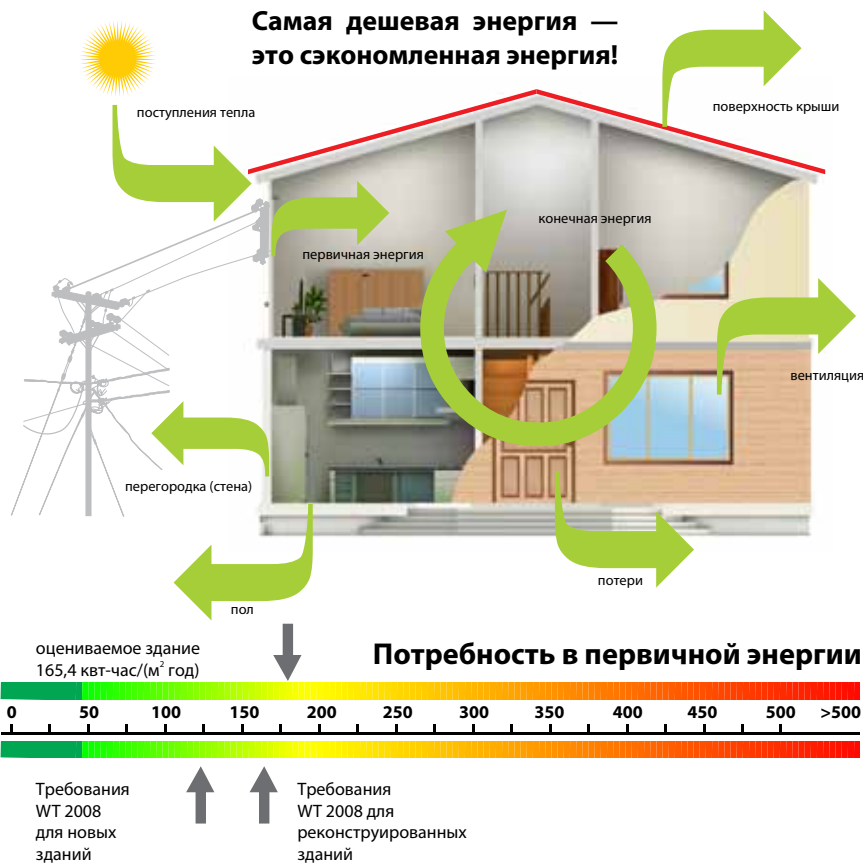 Самая дешевая энергия —
это сэкономленная энергия!
поступления тепла
поверхность крыши
конечная энергия
первичная энергия
вентиляция
перегородка (стена)
потери
пол
оцениваемое здание
165,4 квт-час/(м² год)
Потребность в первичной энергии
0 50 100 150 200 250 300 350 400 450 500 >500
Требования
WT 2008
для новых
зданий
Требования
WT 2008 для
реконструированных
зданий